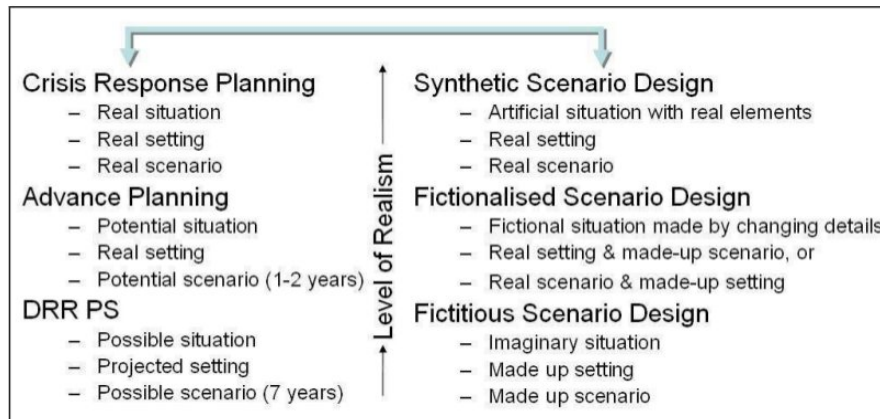 Crisis Response Planning
– Real situation
– Real setting
– Real scenario
Advance Planning
– Potential situation
– Real setting
– Potential scenario (1-2 years)
DRR PS
– Possible situation
– Projected setting
– Possible scenario (7 years)
Level of Realism
Synthetic Scenario Design
– Artificial situation with real elements
– Real setting
– Real scenario
Fictionalised Scenario Design
– Fictional situation made by changing details
– Real setting & made-up scenario, or
– Real scenario & made-up setting
Fictitious Scenario Design
– Imaginary situation
– Made up setting
– Made up scenario